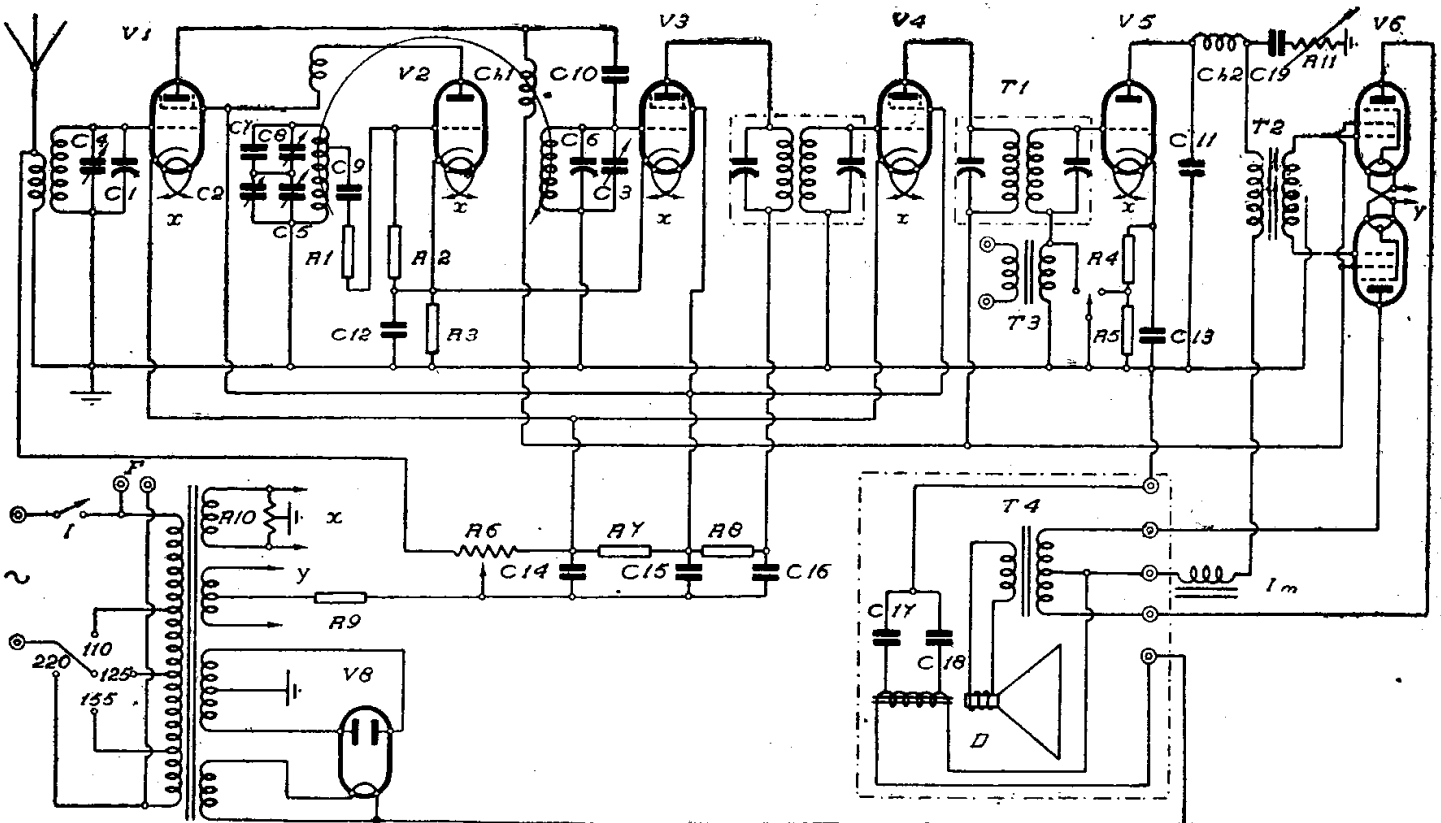 V1
V2
Ch1
C10
V3
V4
V5
V6
T1
Ch2
C19
R11
C4
C1
C2
C7
C8
C9
C5
C6
C3
C11
T2
x
x
x
x
x
y
R1
R2
R3
C12
R4
R5
T3
C13
F
I
~
R10
x
y
R9
R6
R7
R8
C14
C15
C16
T4
C17
C18
D
Im
220
110
125
155
V8